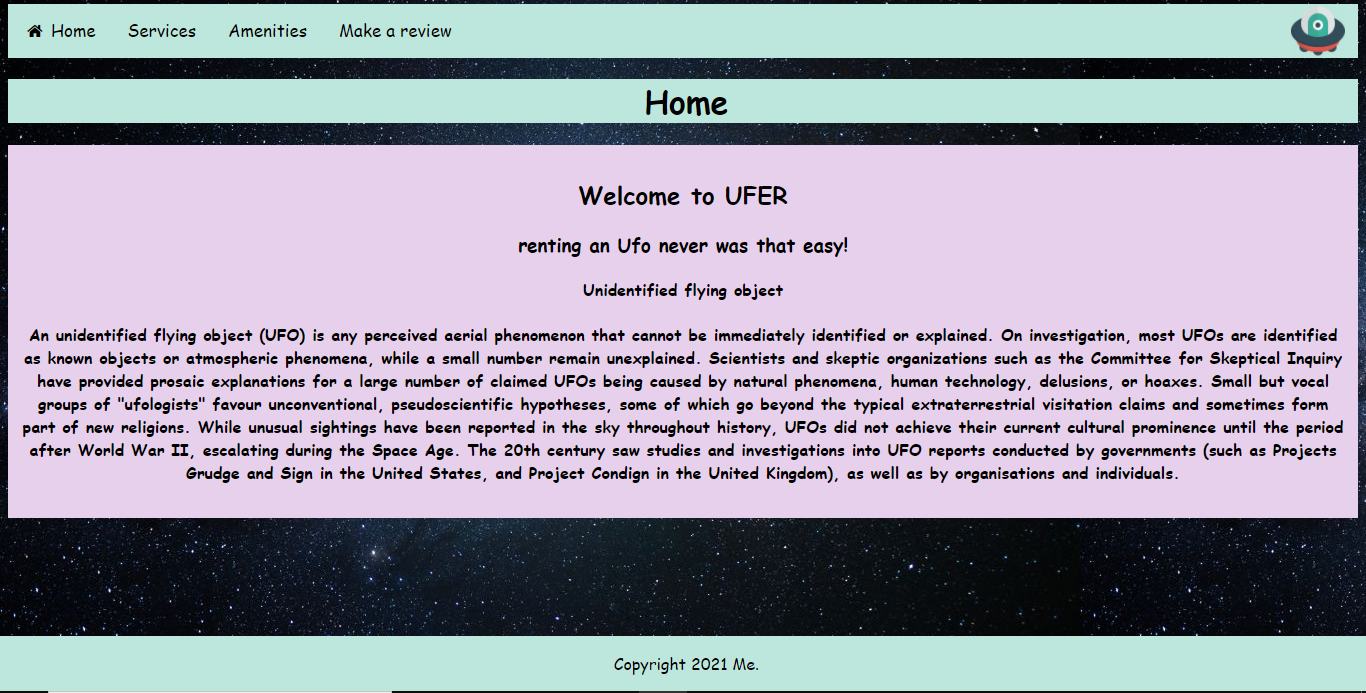 Home Services Amenities Make a review
Home
Welcome to UFER
renting an Ufo never was that easy!
Unidentified flying object
An unidentified flying object (UFO) is any perceived aerial phenomenon that cannot be immediately identified or explained. On investigation, most UFOs are identified
as known objects or atmospheric phenomena, while a small number remain unexplained. Scientists and skeptic organizations such as the Committee for Skeptical Inquiry
have provided prosaic explanations for a large number of claimed UFOs being caused by natural phenomena, human technology, delusions, or hoaxes. Small but vocal
groups of "ufologists" favour unconventional, pseudoscientific hypotheses, some of which go beyond the typical extraterrestrial visitation claims and sometimes form
part of new religions. While unusual sightings have been reported in the sky throughout history, UFOs did not achieve their current cultural prominence until the period
after World War II, escalating during the Space Age. The 20th century saw studies and investigations into UFO reports conducted by governments (such as Projects
Grudge and Sign in the United States, and Project Condign in the United Kingdom), as well as by organisations and individuals.
Copyright 2021 Me.